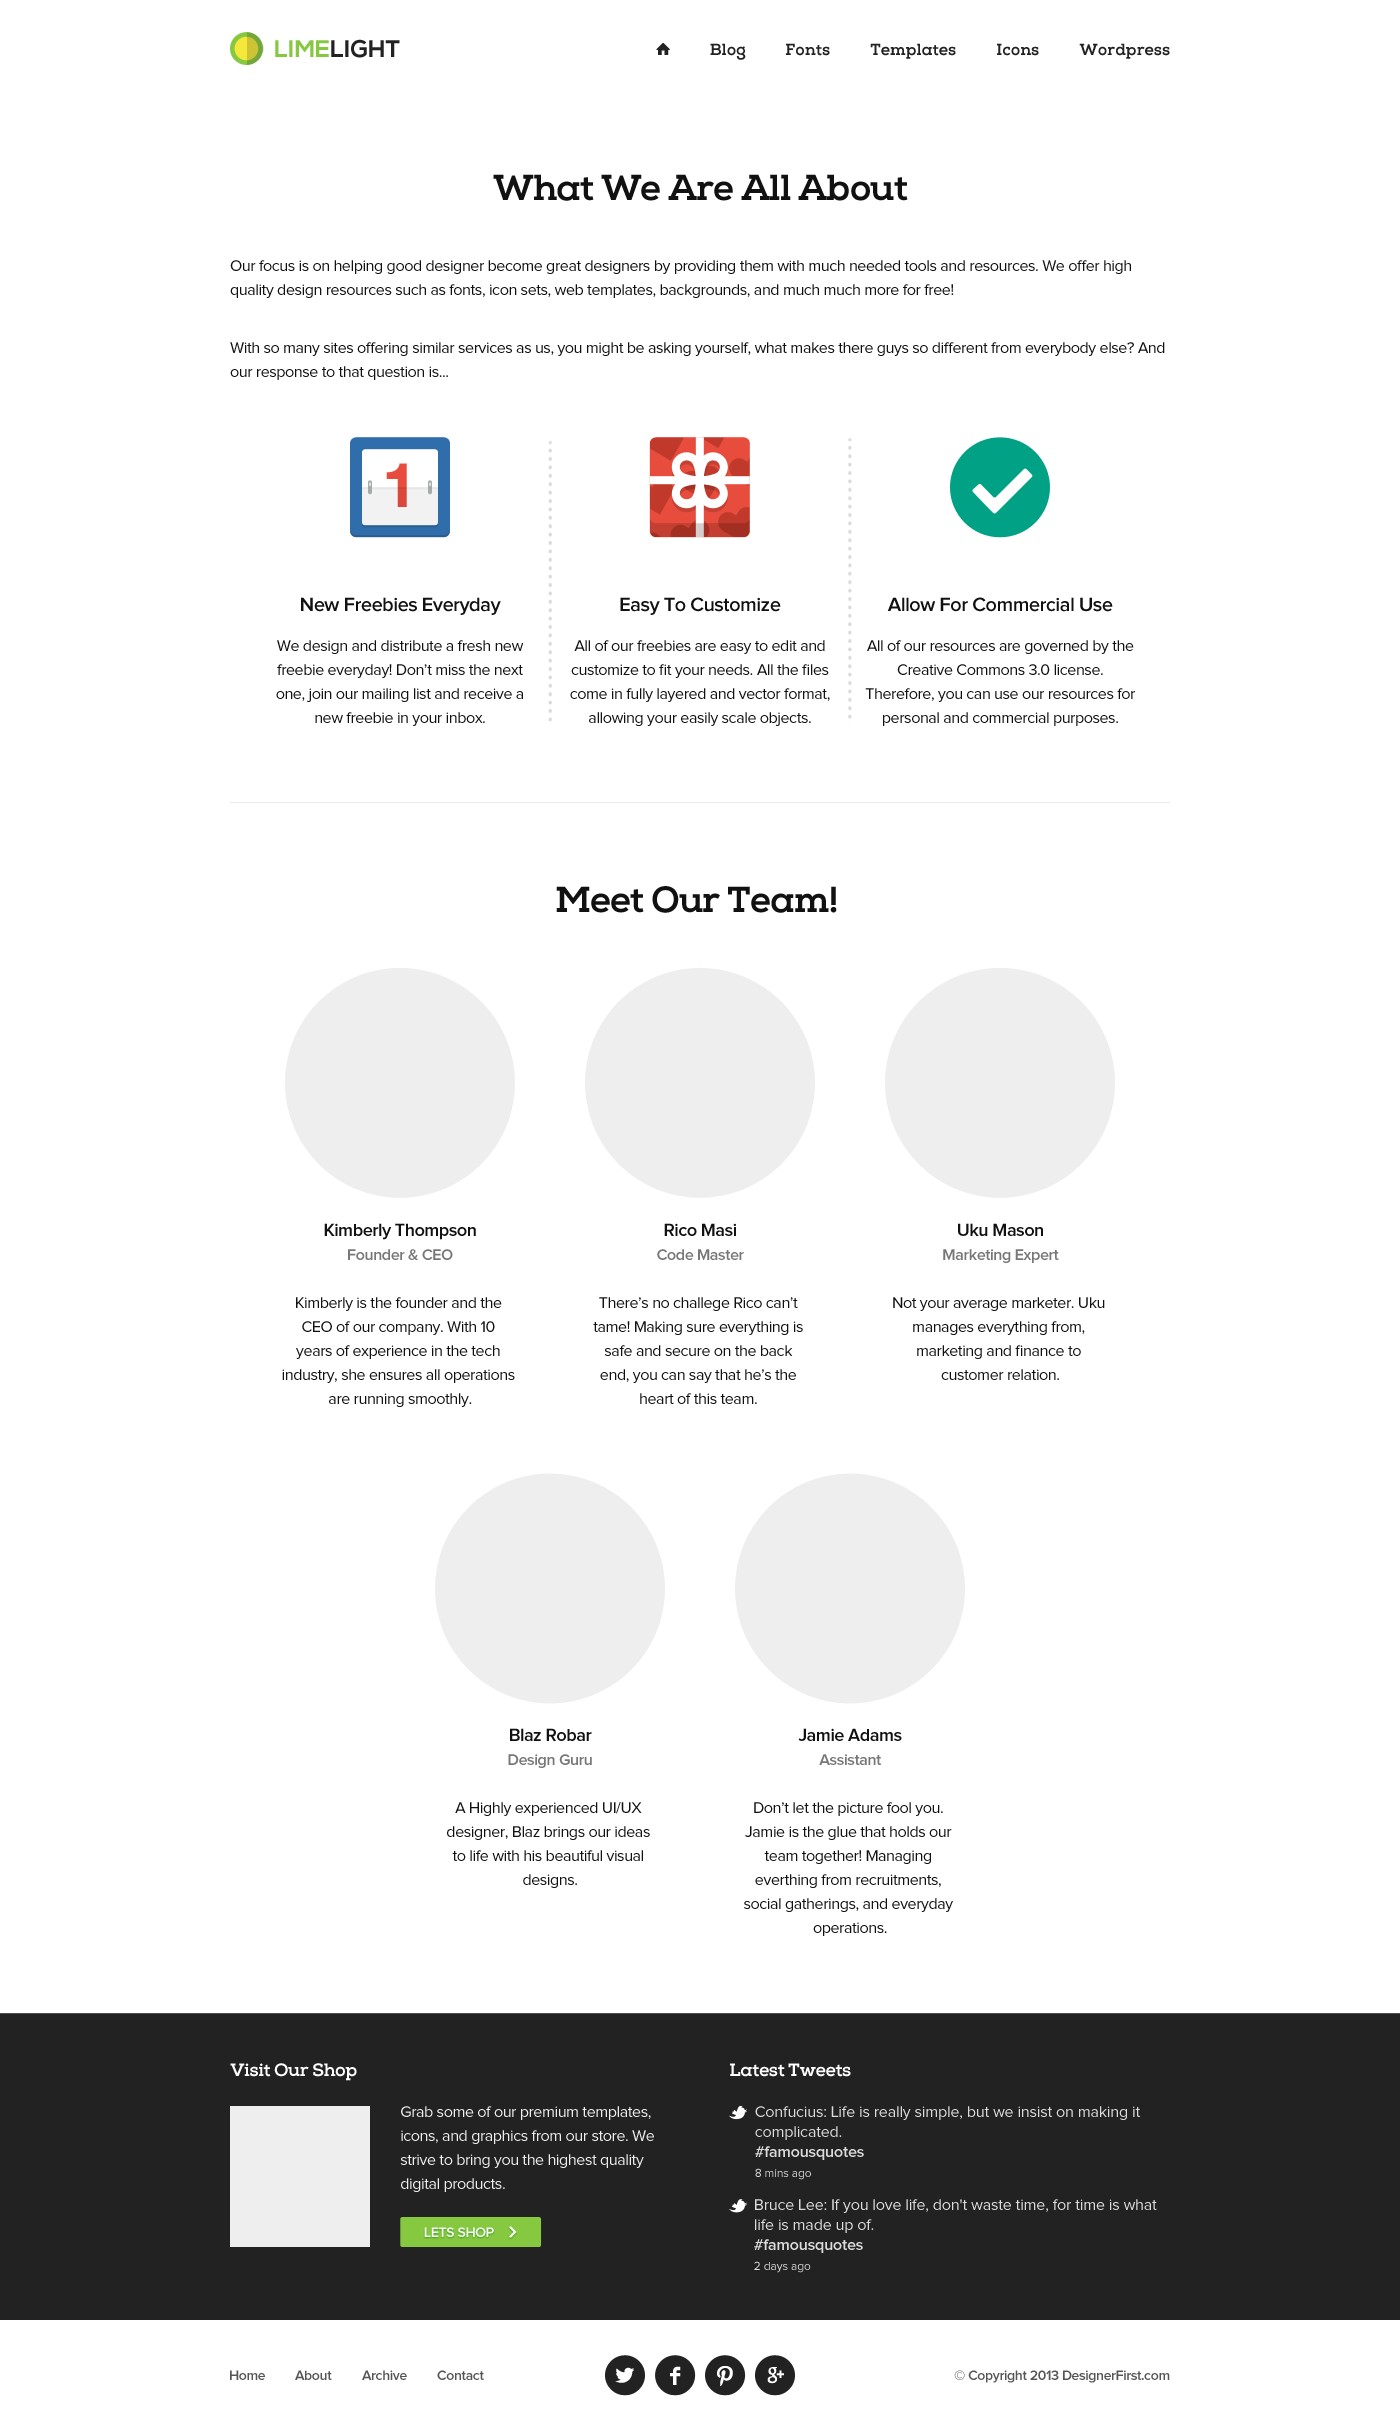 LIMELIGHT
Blog Fonts Templates Icons Wordpress
What We Are All About
Our focus is on helping good designer become great designers by providing them with much needed tools and resources. We offer high
quality design resources such as fonts, icon sets, web templates, backgrounds, and much much more for free!
With so many sites offering similar services as us, you might be asking yourself, what makes there guys so different from everybody else? And
our response to that question is...
1
New Freebies Everyday
We design and distribute a fresh new
freebie everyday! Don’t miss the next
one, join our mailing list and receive a
new freebie in your inbox.
Easy To Customize
All of our freebies are easy to edit and
customize to fit your needs. All the files
come in fully layered and vector format,
allowing your easily scale objects.
Allow For Commercial Use
All of our resources are governed by the
Creative Commons 3.0 license.
Therefore, you can use our resources for
personal and commercial purposes.
Meet Our Team!
Kimberly Thompson
Founder & CEO
Kimberly is the founder and the
CEO of our company. With 10
years of experience in the tech
industry, she ensures all operations
are running smoothly.
Rico Masi
Code Master
There’s no challege Rico can’t
tame! Making sure everything is
safe and secure on the back
end, you can say that he’s the
heart of this team.
Uku Mason
Marketing Expert
Not your average marketer. Uku
manages everything from,
marketing and finance to
customer relation.
Blaz Robar
Design Guru
A Highly experienced UI/UX
designer, Blaz brings our ideas
to life with his beautiful visual
designs.
Jamie Adams
Assistant
Don’t let the picture fool you.
Jamie is the glue that holds our
team together! Managing
everthing from recruitments,
social gatherings, and everyday
operations.
Visit Our Shop
Grab some of our premium templates,
icons, and graphics from our store. We
strive to bring you the highest quality
digital products.
LETS SHOP
Latest Tweets
Confucius: Life is really simple, but we insist on making it
complicated.
#famousquotes
8 mins ago
Bruce Lee: If you love life, don't waste time, for time is what
life is made up of.
#famousquotes
2 days ago
Home About Archive Contact
© Copyright 2013 DesignerFirst.com